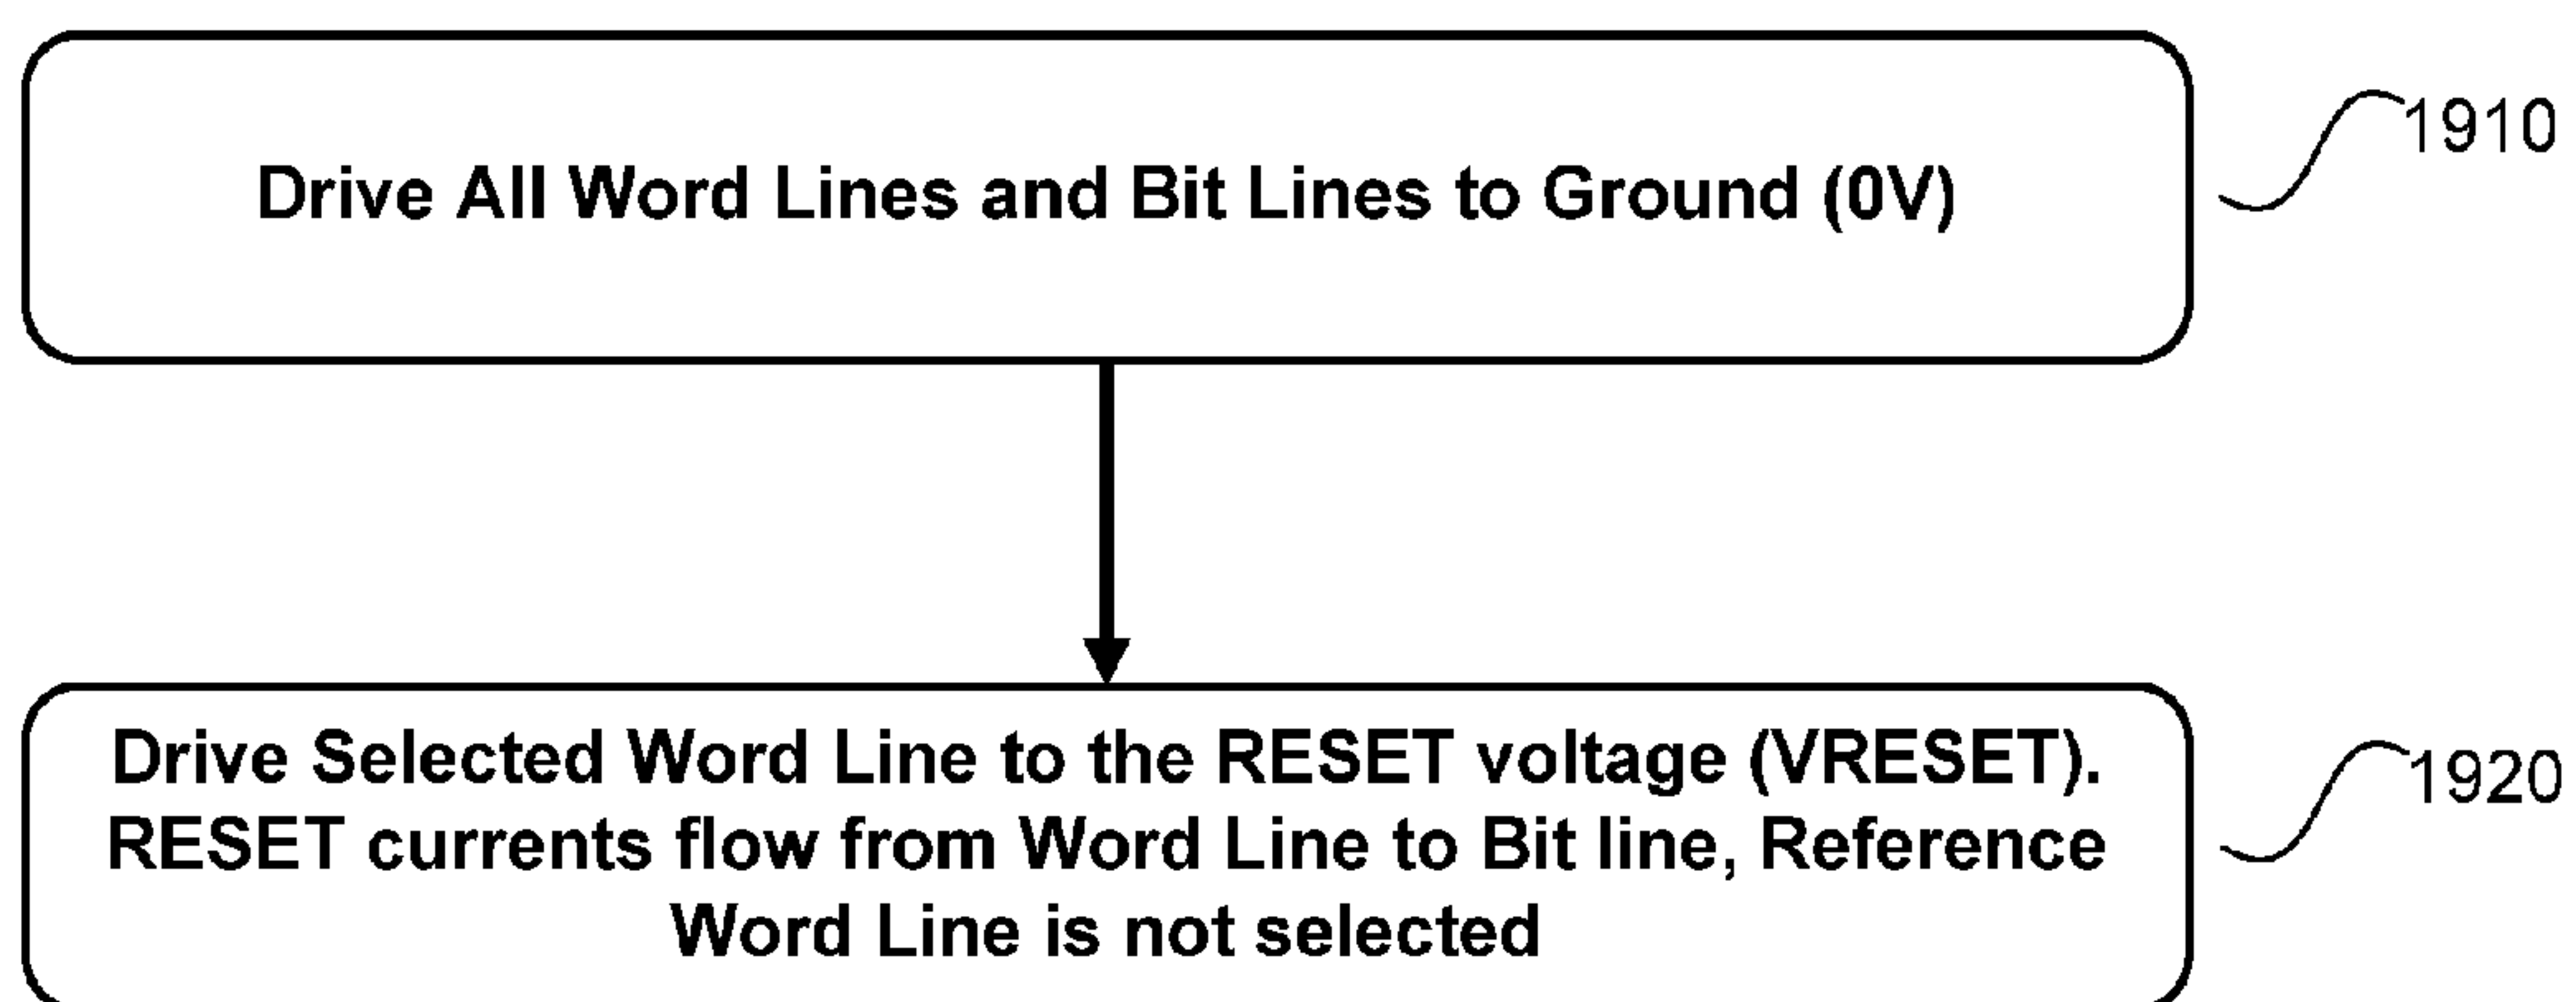 Drive All Word Lines and Bit Lines to Ground (0V)
1910
Drive Selected Word Line to the RESET voltage (VRESET).
RESET currents flow from Word Line to Bit line, Reference
Word Line is not selected
1920